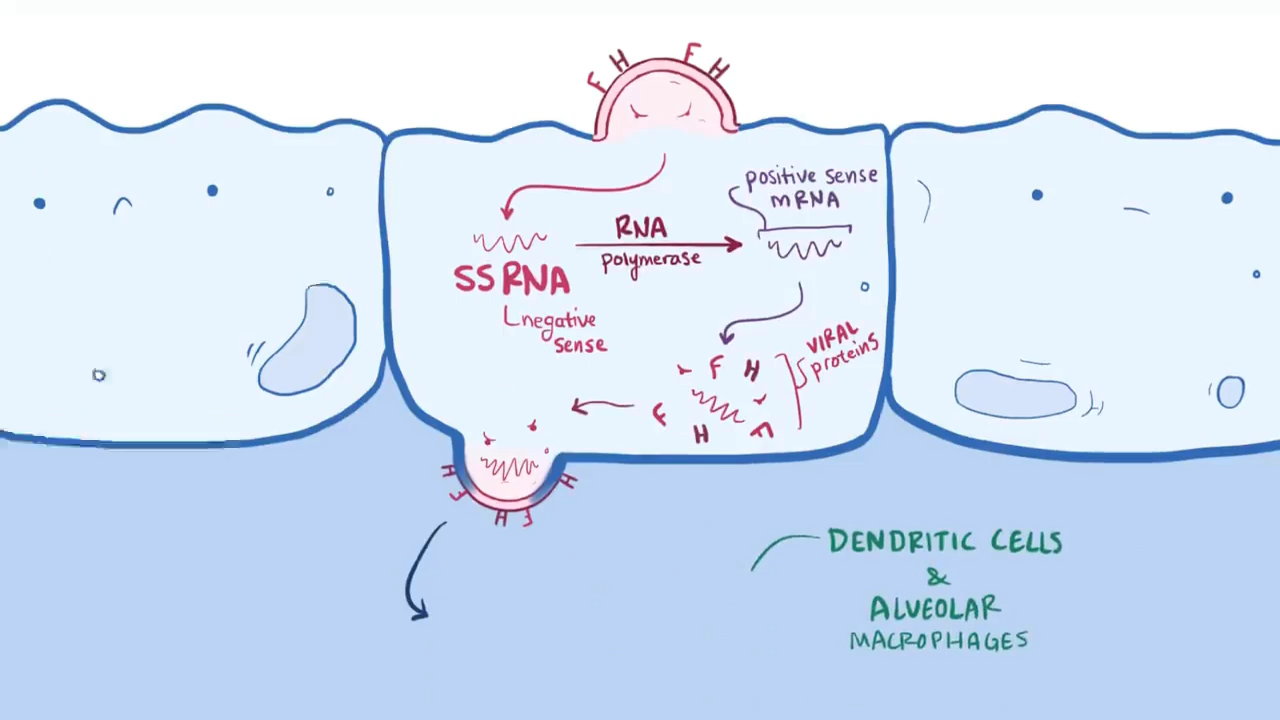 F H F H
positive sense
mRNA
RNA
polymerase
SSRNA
negative
sense
VIRAL
proteins
F H
F
H F
H
F
H F
H
DENDRITIC CELLS
&
ALVEOLAR
MACROPHAGES